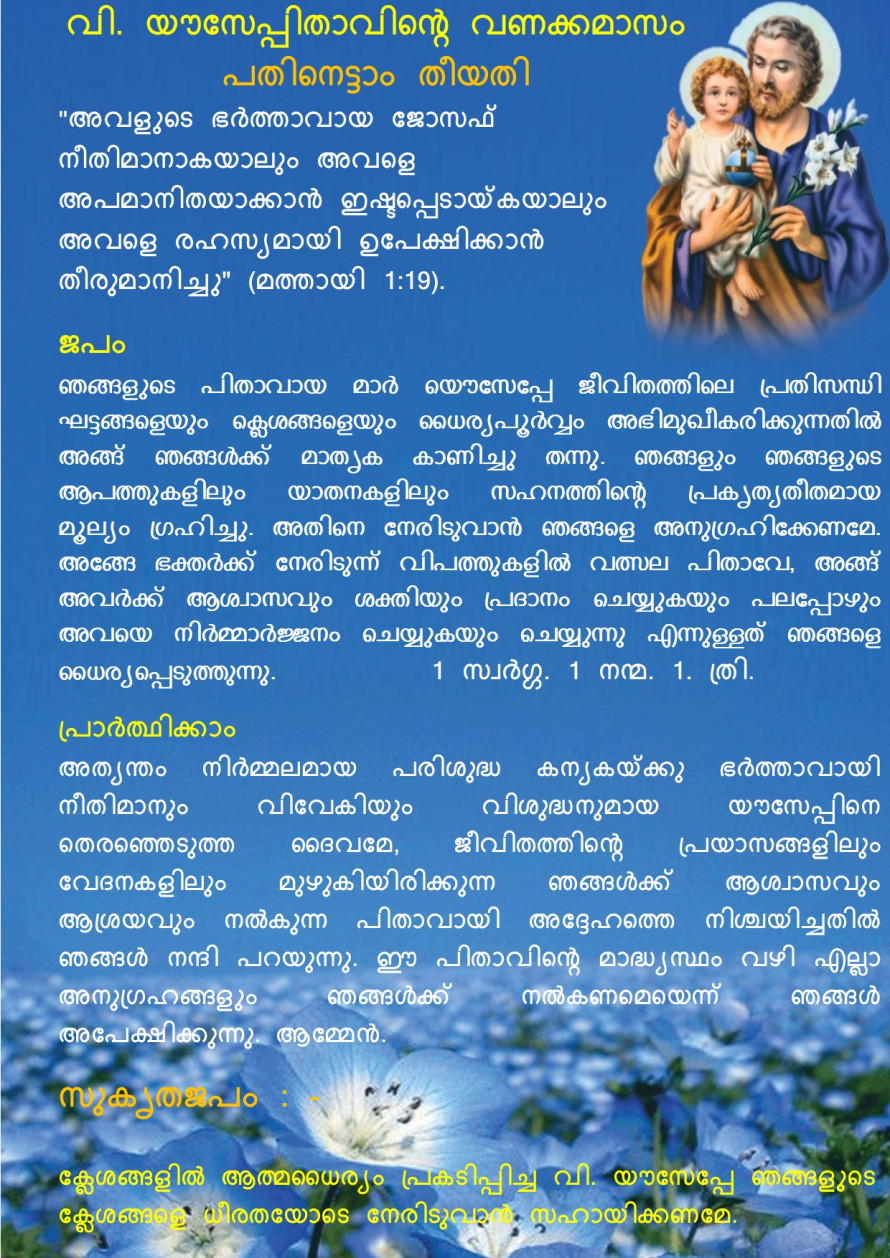 വി. യൗസേപ്പിതാവിന്റെ വണക്കമാസം
പതിനെട്ടാം തീയതി
"അവളുടെ ഭർത്താവായ ജോസഫ്
നീതിമാനാകയാലും അവളെ
അപമാനിതയാക്കാൻ ഇഷ്ടപ്പെടായ്കയാലും
അവളെ രഹസ്യമായി ഉപേക്ഷിക്കാൻ
തീരുമാനിച്ചു" (മത്തായി 1:19).
ജപം
ഞങ്ങളുടെ പിതാവായ മാർ യൌസേപ്പേ ജീവിതത്തിലെ പ്രതിസന്ധി
ഘട്ടങ്ങളെയും ക്ലേശങ്ങളെയും ധൈര്യപൂർവ്വം അഭിമുഖീകരിക്കുന്നതിൽ
അങ്ങ് ഞങ്ങൾക്ക് മാതൃക കാണിച്ചു തന്നു. ഞങ്ങളും ഞങ്ങളുടെ
ആപത്തുകളിലും യാതനകളിലും സഹനത്തിന്റെ പ്രകൃത്യതീതമായ
മൂല്യം ഗ്രഹിച്ചു. അതിനെ നേരിടുവാൻ ഞങ്ങളെ അനുഗ്രഹിക്കേണമേ.
അങ്ങേ ഭക്തർക്ക് നേരിടുന്ന് വിപത്തുകളിൽ വത്സല പിതാവേ, അങ്ങ്
അവർക്ക് ആശ്വാസവും ശക്തിയും പ്രദാനം ചെയ്യുകയും പലപ്പോഴും
അവയെ നിർമ്മാർജ്ജനം ചെയ്യുകയും ചെയ്യുന്നു എന്നുള്ളത് ഞങ്ങളെ
ധൈര്യപ്പെടുത്തുന്നു. 1 സ്വർഗ്ഗ. 1 നന്മ. 1. ത്രി.
പ്രാർത്ഥിക്കാം
അത്യന്തം നിർമ്മലമായ പരിശുദ്ധ കന്യകയ്ക്കു ഭർത്താവായി
നീതിമാനും വിവേകിയും വിശുദ്ധനുമായ യൗസേപ്പിനെ
തെരഞ്ഞെടുത്ത ദൈവമേ, ജീവിതത്തിന്റെ പ്രയാസങ്ങളിലും
വേദനകളിലും മുഴുകിയിരിക്കുന്ന ഞങ്ങൾക്ക് ആശ്വാസവും
ആശ്രയവും നൽകുന്ന പിതാവായി അദ്ദേഹത്തെ നിശ്ചയിച്ചതിൽ
ഞങ്ങൾ നന്ദി പറയുന്നു. ഈ പിതാവിന്റെ മാദ്ധ്യസ്ഥം വഴി എല്ലാ
അനുഗ്രഹങ്ങളും ഞങ്ങൾക്ക് നൽകണമെയെന്ന് ഞങ്ങൾ
അപേക്ഷിക്കുന്നു. ആമ്മേൻ.
സുകൃതജപം : -
ക്ലേശങ്ങളിൽ ആത്മധൈര്യം പ്രകടിപ്പിച്ച വി. യൗസേപ്പേ ഞങ്ങളുടെ
ക്ലേശങ്ങളെ ധീരതയോടെ നേരിടുവാൻ സഹായിക്കണമേ.